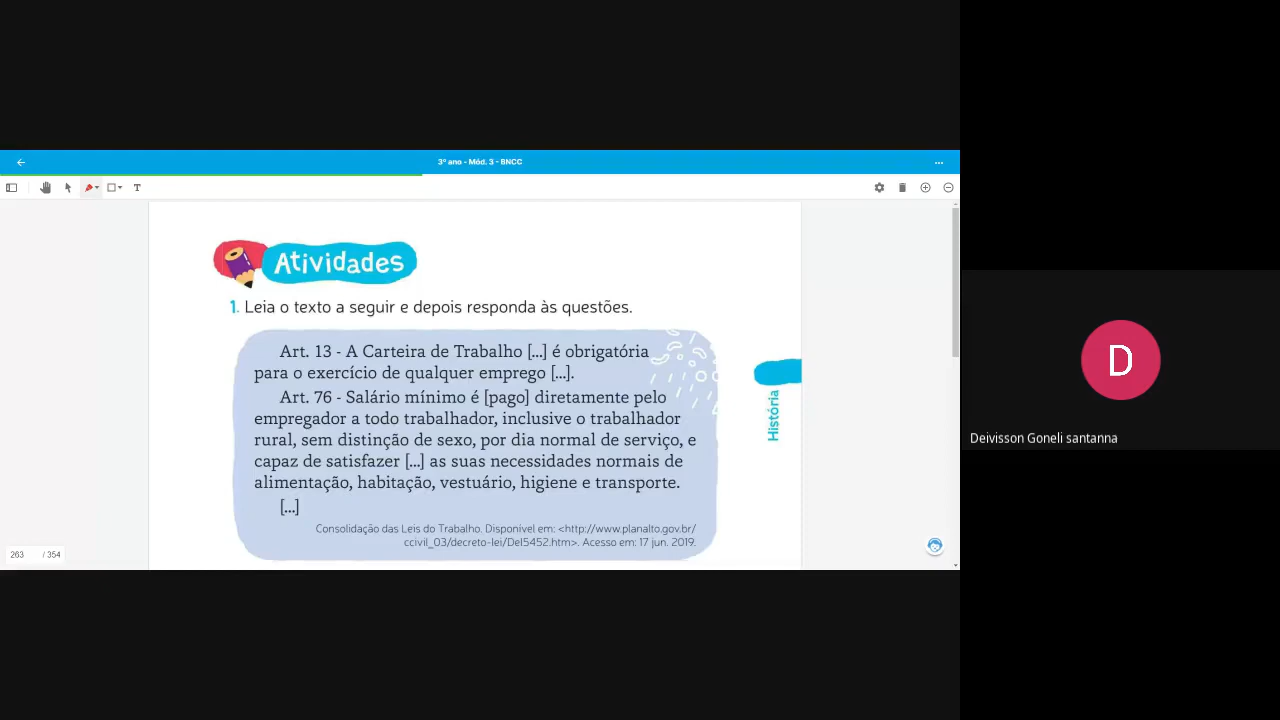 3º ano - Mód. 3 - BNCC
T
Atividades
1. Leia o texto a seguir e depois responda às questões.
Art. 13 - A Carteira de Trabalho [...] é obrigatória
para o exercício de qualquer emprego [...].
Art. 76 - Salário mínimo é [pago] diretamente pelo
empregador a todo trabalhador, inclusive o trabalhador
rural, sem distinção de sexo, por dia normal de serviço, e
capaz de satisfazer [...] as suas necessidades normais de
alimentação, habitação, vestuário, higiene e transporte.
[...]
Consolidação das Leis do Trabalho. Disponível em: <http://www.planalto.gov.br/
ccivil_03/decreto-lei/Del5452.htm>. Acesso em: 17 jun. 2019.
História
263 / 354
D
Deivisson Goneli santanna